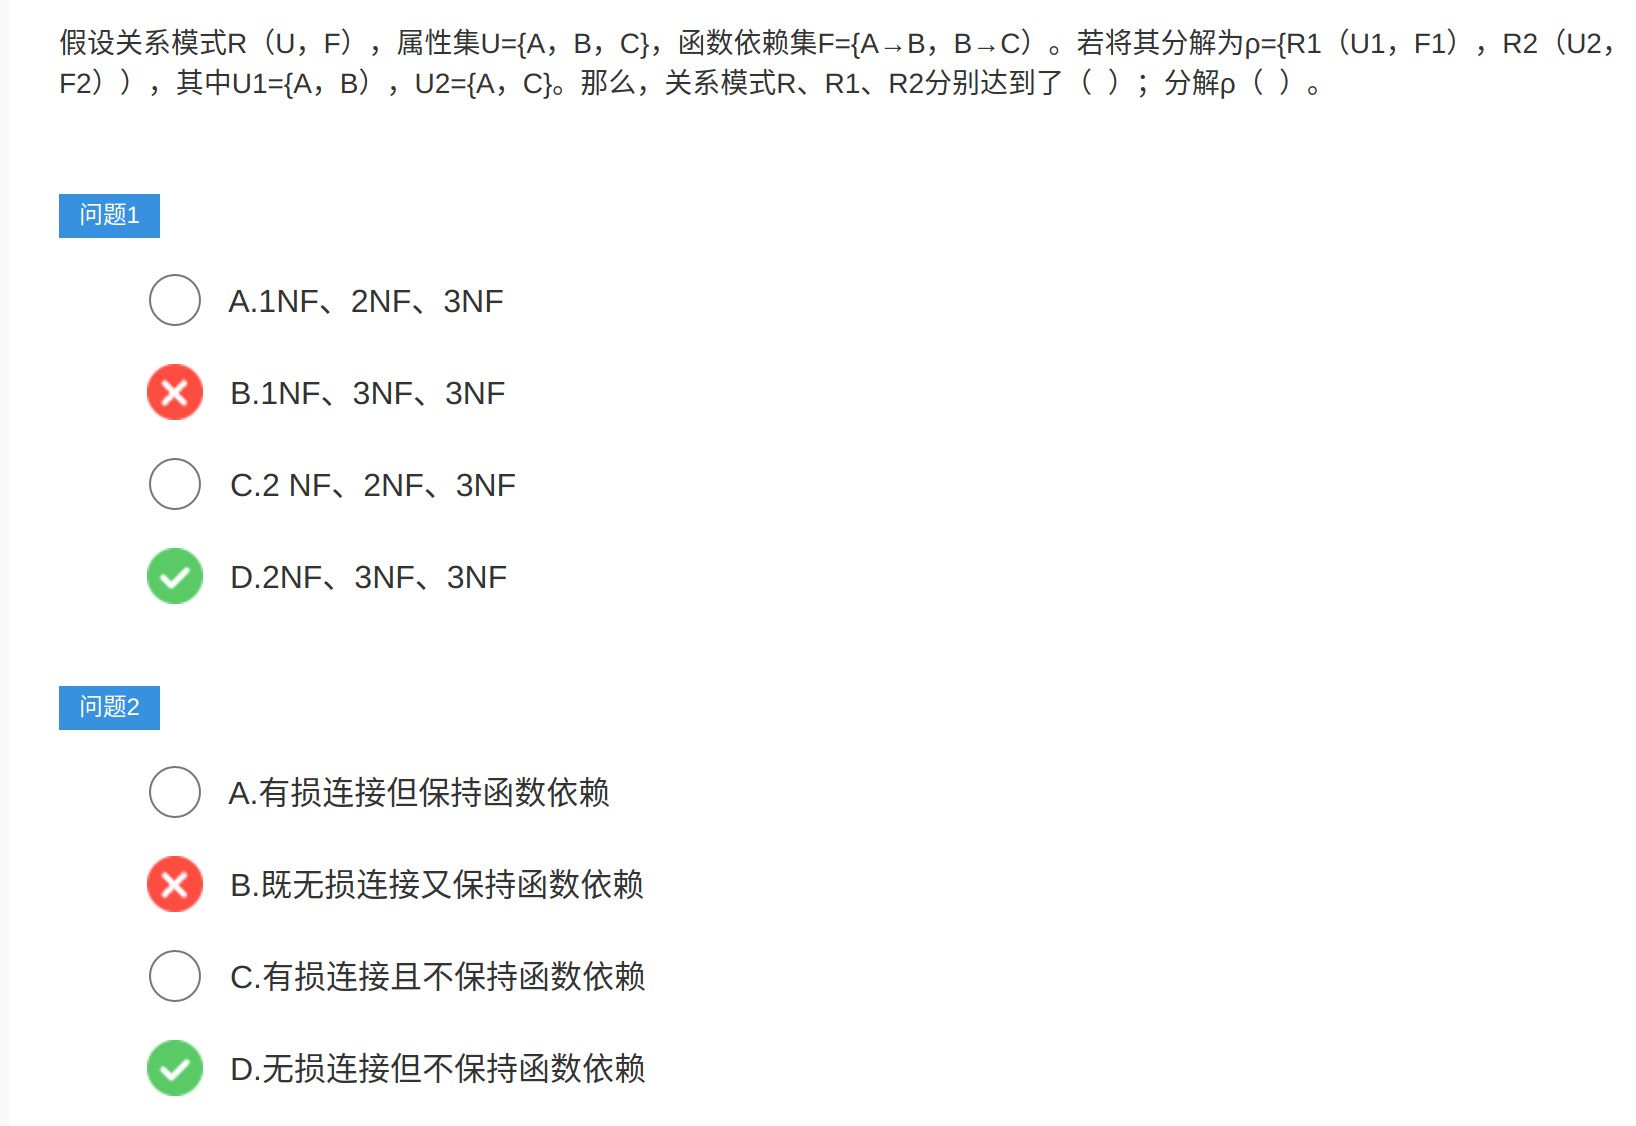 假设关系模式R（U，F），属性集U={A，B，C}，函数依赖集F={A→B，B→C）。若将其分解为ρ={R1（U1，F1），R2（U2，
F2）），其中U1={A，B），U2={A，C}。那么，关系模式R、R1、R2分别达到了（ ）；分解ρ（ ）。
问题1
A.1NF、2NF、3NF
B.1NF、3NF、3NF
C.2 NF、2NF、3NF
D.2NF、3NF、3NF
问题2
A.有损连接但保持函数依赖
B.既无损连接又保持函数依赖
C.有损连接且不保持函数依赖
D.无损连接但不保持函数依赖